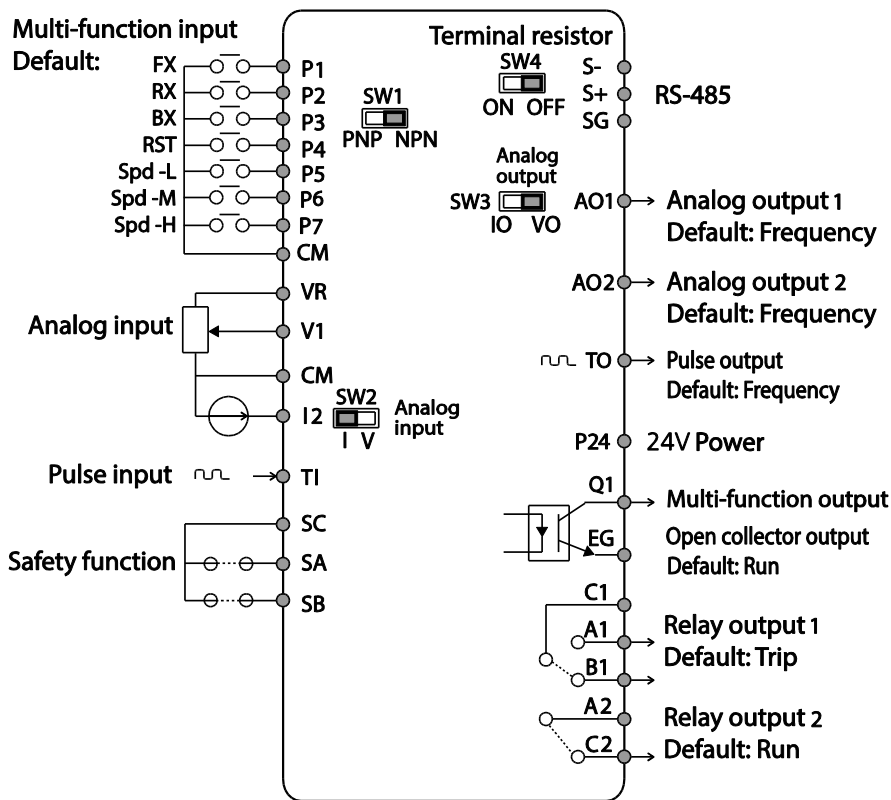 Multi-function input
Default:
FX
P1
RX
P2
BX
P3
RST
P4
Spd -L
P5
Spd -M
P6
Spd -H
P7
CM
SW1
PNP NPN
Analog input
VR
V1
CM
I2
SW2
I V
Analog
input
Pulse input
TI
Safety function
SC
SA
SB
Terminal resistor
SW4
ON OFF
S-
S+
SG
RS-485
Analog
output
SW3
IO VO
AO1
Analog output 1
Default: Frequency
AO2
Analog output 2
Default: Frequency
TO
Pulse output
Default: Frequency
P24
24V Power
Q1
Multi-function output
EG
Open collector output
Default: Run
C1
A1
B1
Relay output 1
Default: Trip
A2
C2
Relay output 2
Default: Run